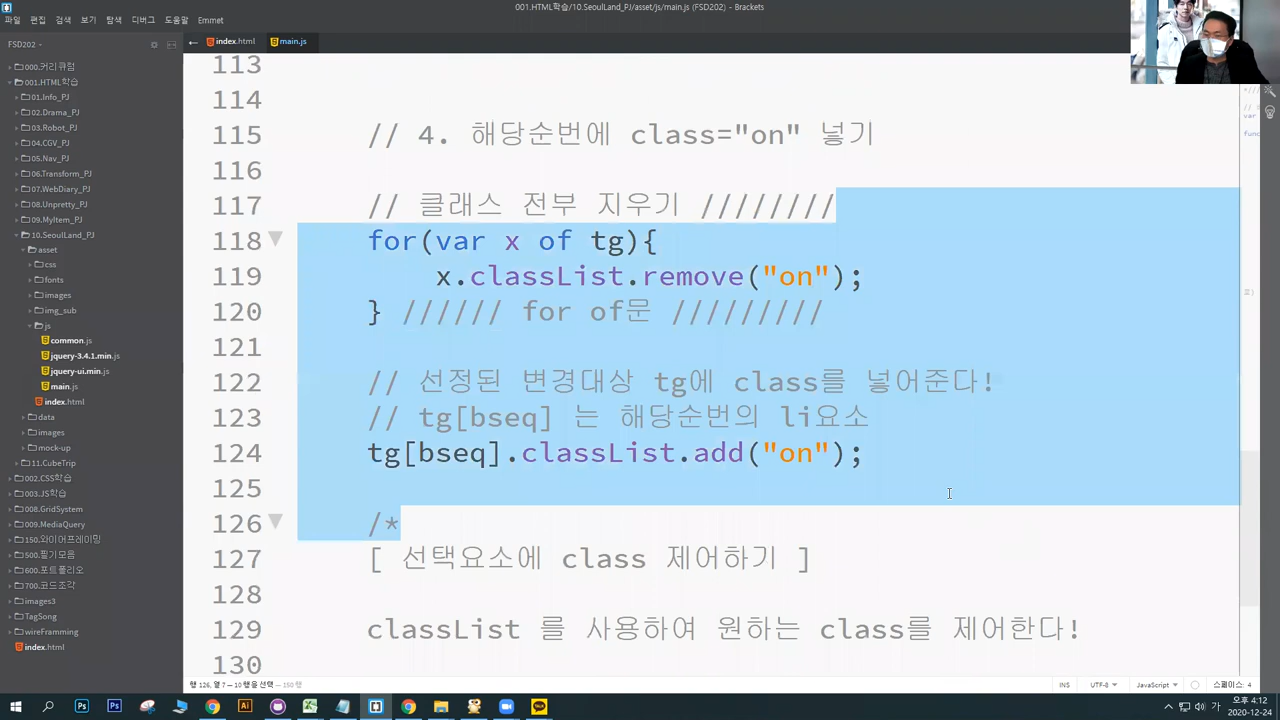 001.HTML학습/10.SeoulLand_PJ/asset/js/main.js (FSD202) - Brackets
파일 편집 검색 보기 탐색 디버그 도움말 Emmet
FSD202
index.html
main.js
000.커리큘럼
001.HTML학습
01.Info_PJ
02.Drama_PJ
03.Robot_PJ
04.CGV_PJ
05.Nav_PJ
06.Transform_PJ
07.WebDiary_PJ
08.Unpretty_PJ
09.MyItem_PJ
10.SeoulLand_PJ
asset
css
fonts
images
img_sub
js
common.js
jquery-3.4.1.min.js
jquery-ui.min.js
main.js
index.html
data
images
mock-up
11.CubeTrip
002.CSS학습
003.JS학습
008.GridSystem
009.MediaQuery
150.와이어프레밍
500.필기모음
600.포트폴리오
700.코드조각
images3
TagSong
wireFramming
index.html
113
114
115 // 4. 해당순번에 class="on" 넣기
116
117 // 클래스 전부 지우기 ////////
118 for(var x of tg){
119 x.classList.remove("on");
120 } ////// for of문 /////////
121
122 // 선정된 변경대상 tg에 class를 넣어준다!
123 // tg[bseq] 는 해당순번의 li요소
124 tg[bseq].classList.add("on");
125
126 /*
127 [ 선택요소에 class 제어하기 ]
128
129 classList 를 사용하여 원하는 class를 제어한다!
130
행 126, 열 7 — 10 행을 선택 — 150 행
INS UTF-8 JavaScript 스페이스: 4
오후 4:12
2020-12-24